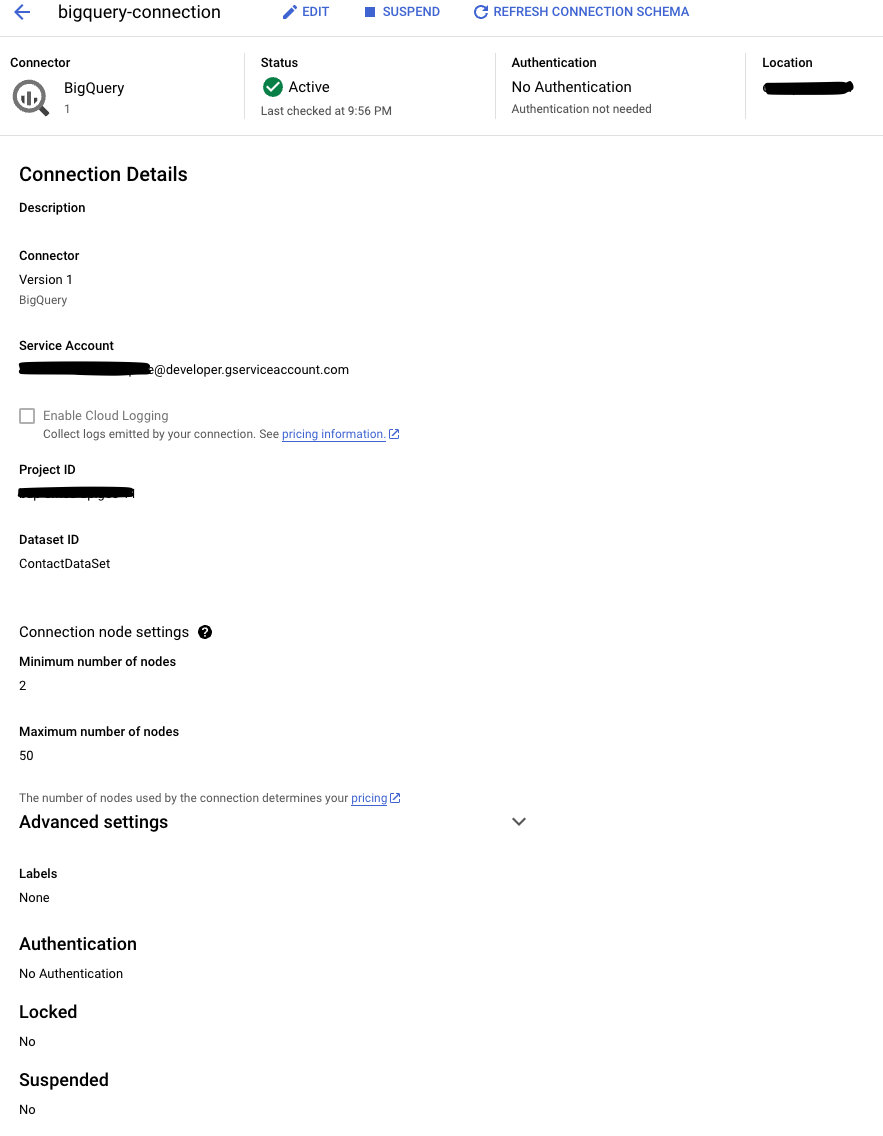 bigquery-connection EDIT SUSPEND REFRESH CONNECTION SCHEMA
Connector Status Authentication Location
BigQuery Active No Authentication
1 Last checked at 9:56 PM Authentication not needed
Connection Details
Description
Connector
Version 1
BigQuery
Service Account
e@developer.gserviceaccount.com
Enable Cloud Logging
Collect logs emitted by your connection. See pricing information.
Project ID
Dataset ID
ContactDataSet
Connection node settings ?
Minimum number of nodes
2
Maximum number of nodes
50
The number of nodes used by the connection determines your pricing
Advanced settings
Labels
None
Authentication
No Authentication
Locked
No
Suspended
No